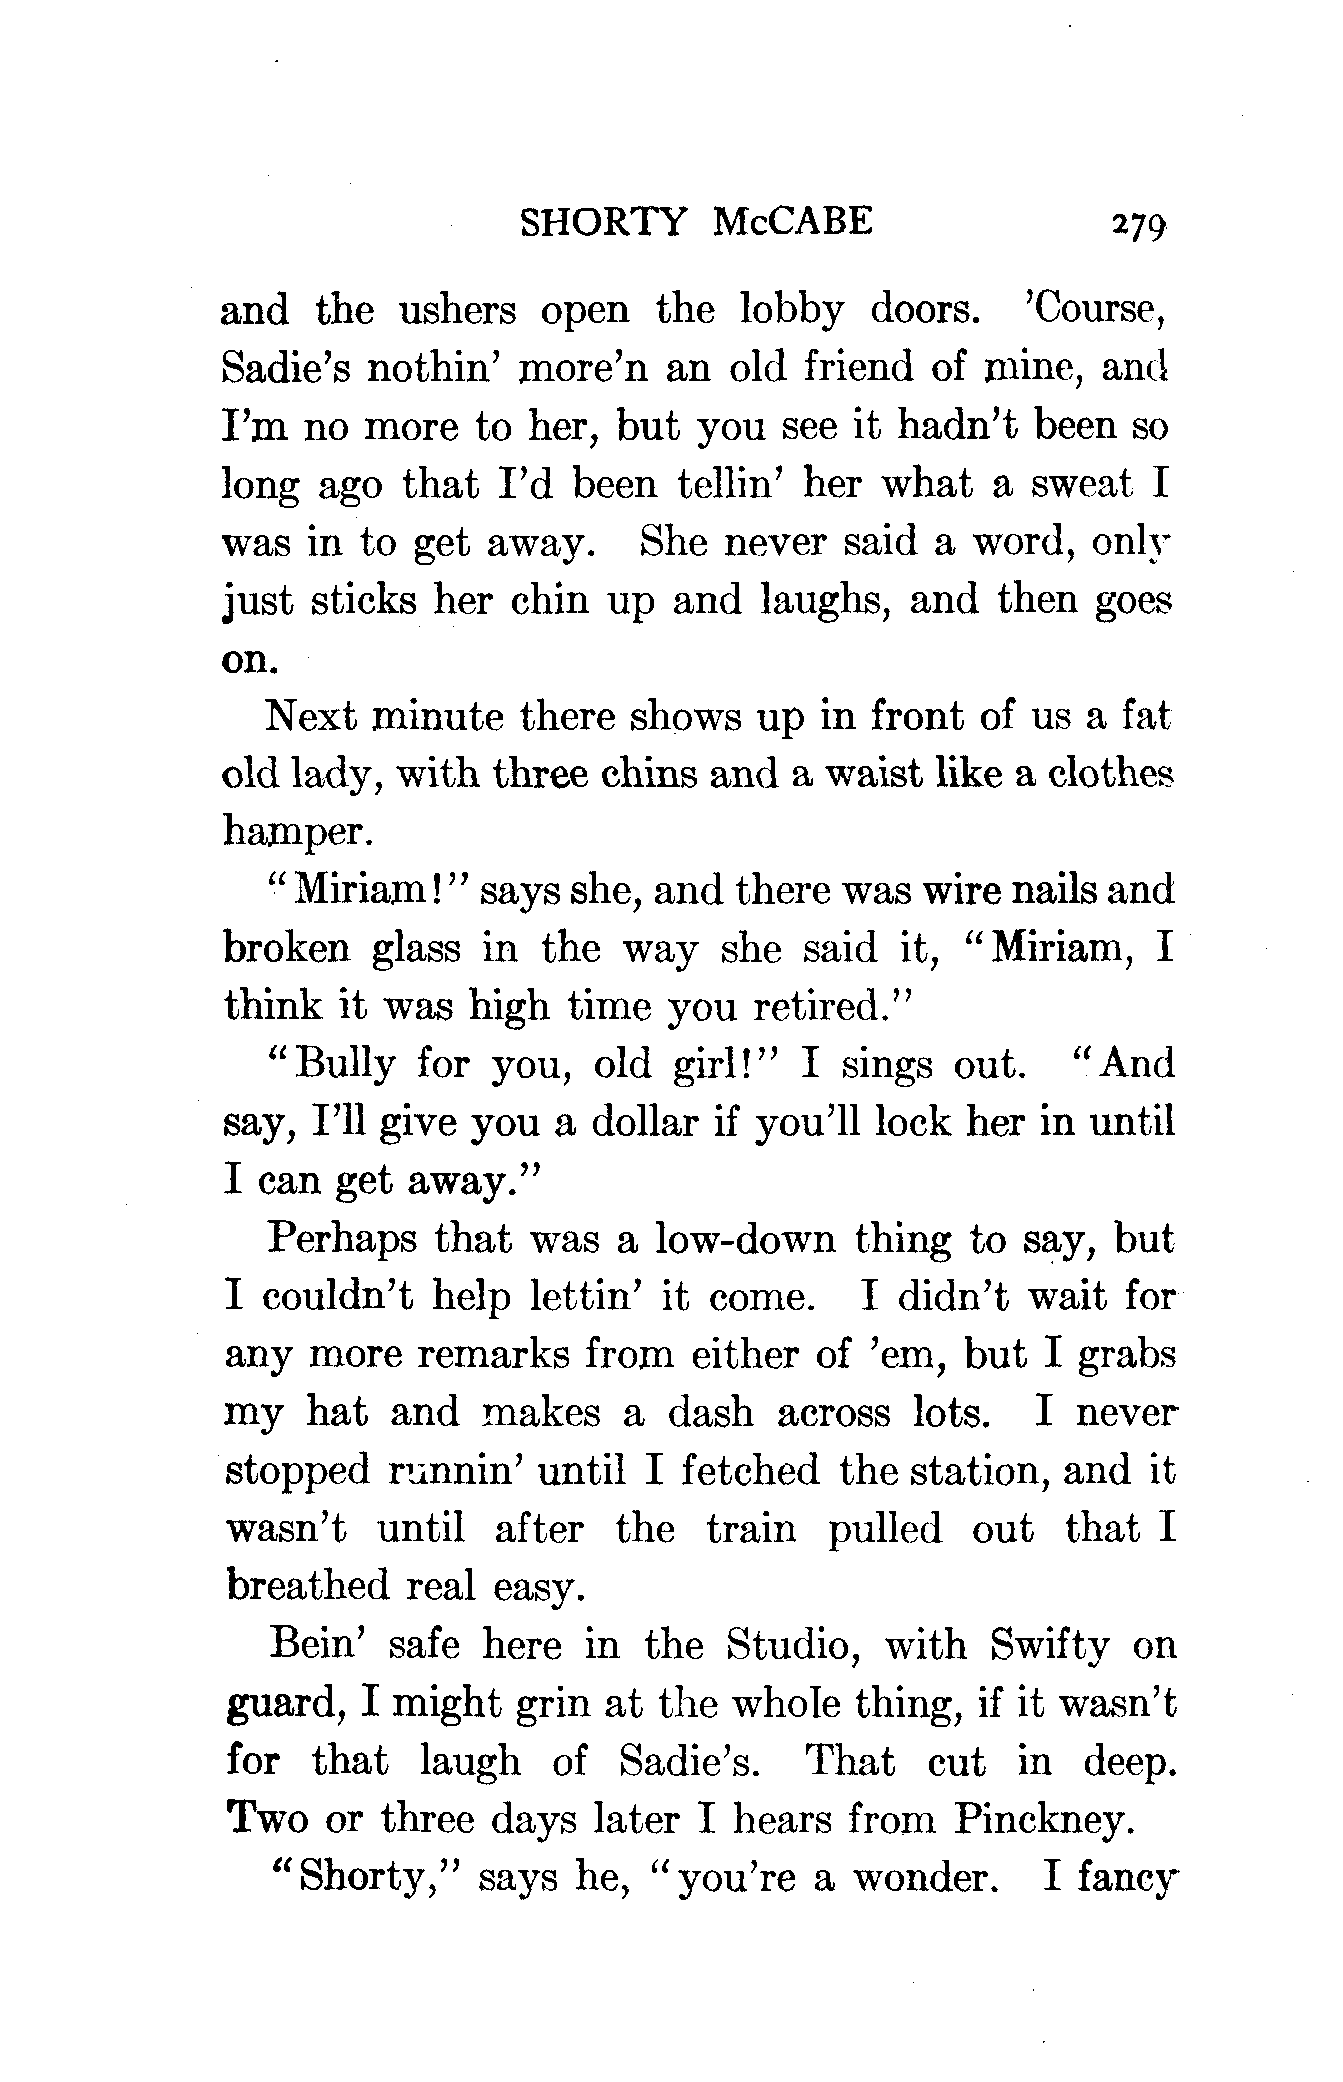 SHORTY McCABE 279
and the ushers open the lobby doors. 'Course,
Sadie's nothin' more'n an old friend of mine, and
I'm no more to her, but you see it hadn't been so
long ago that I'd been tellin' her what a sweat I
was in to get away. She never said a word, only
just sticks her chin up and laughs, and then goes
on.
Next minute there shows up in front of us a fat
old lady, with three chins and a waist like a clothes
hamper.
"Miriam!" says she, and there was wire nails and
broken glass in the way she said it, "Miriam, I
think it was high time you retired."
"Bully for you, old girl!" I sings out. "And
say, I'll give you a dollar if you'll lock her in until
I can get away."
Perhaps that was a low-down thing to say, but
I couldn't help lettin' it come. I didn't wait for
any more remarks from either of 'em, but I grabs
my hat and makes a dash across lots. I never
stopped runnin' until I fetched the station, and it
wasn't until after the train pulled out that I
breathed real easy.
Bein' safe here in the Studio, with Swifty on
guard, I might grin at the whole thing, if it wasn't
for that laugh of Sadie's. That cut in deep.
Two or three days later I hears from Pinckney.
"Shorty," says he, "you're a wonder. I fancy